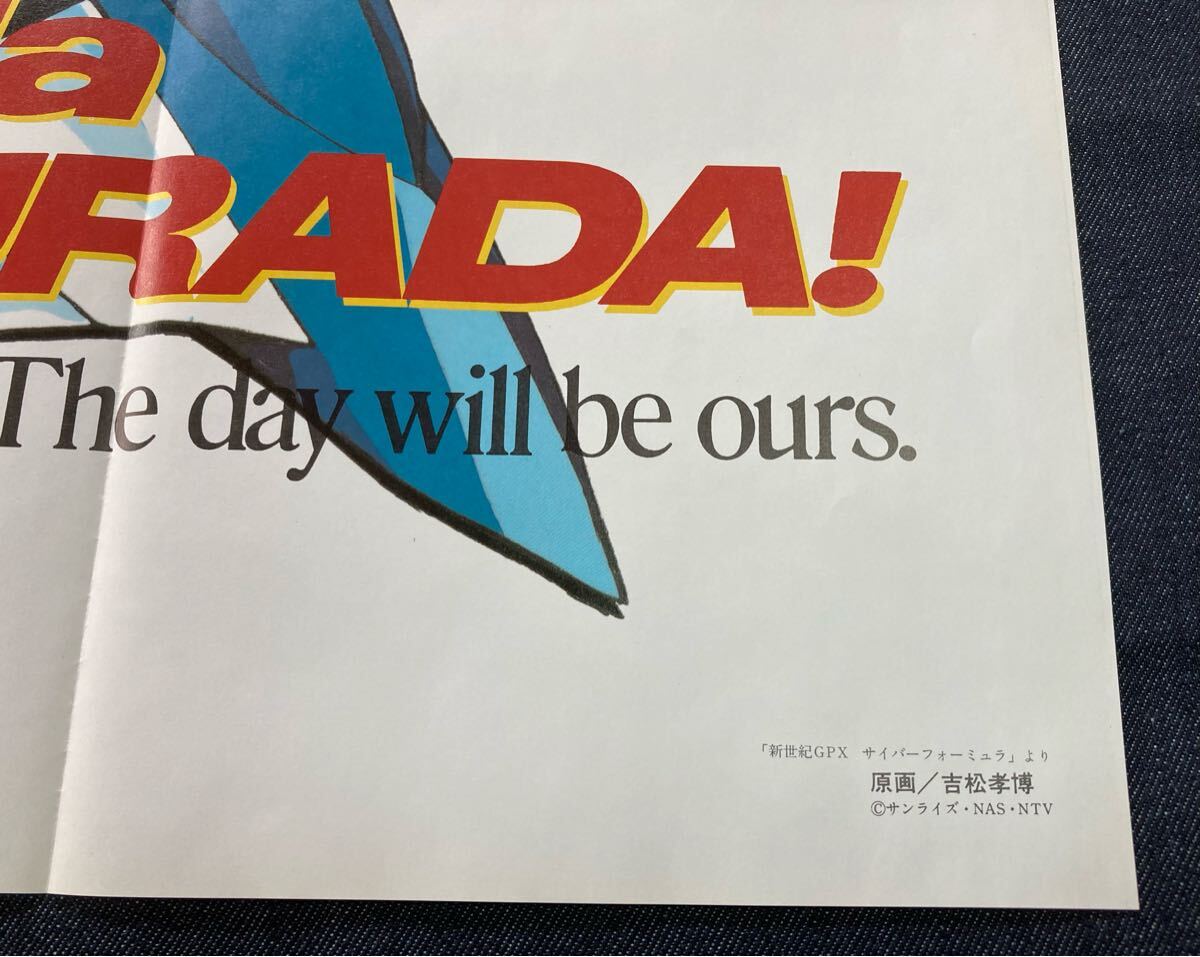 a
RADA!
The day will be ours.
「新世紀GPX　サイバーフォーミュラ」より
原画／吉松孝博
©サンライズ・NAS・NTV